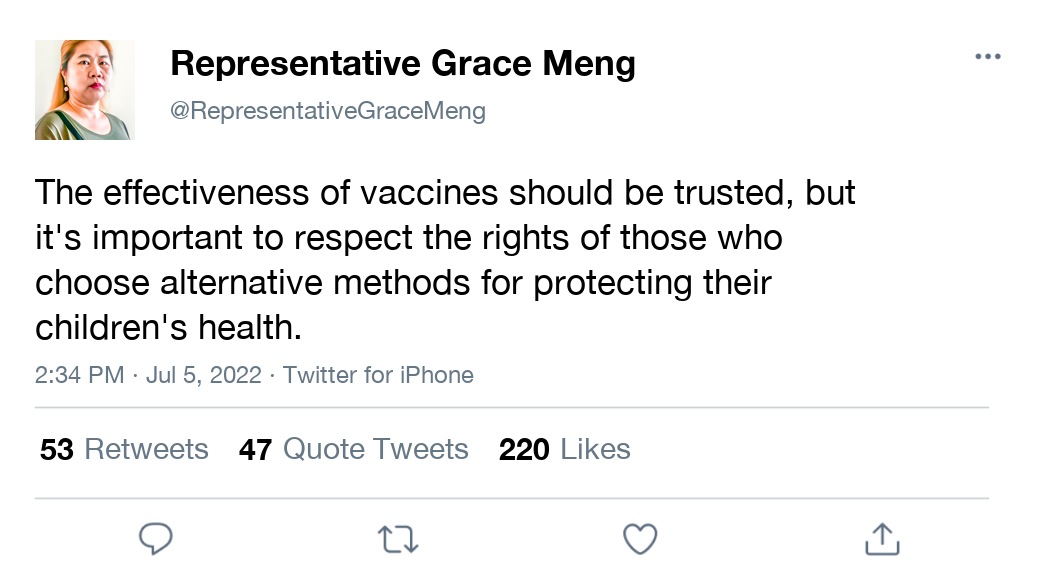 Representative Grace Meng
@RepresentativeGraceMeng
The effectiveness of vaccines should be trusted, but
it's important to respect the rights of those who
choose alternative methods for protecting their
children's health.
2:34 PM · Jul 5, 2022 · Twitter for iPhone
53 Retweets 47 Quote Tweets 220 Likes